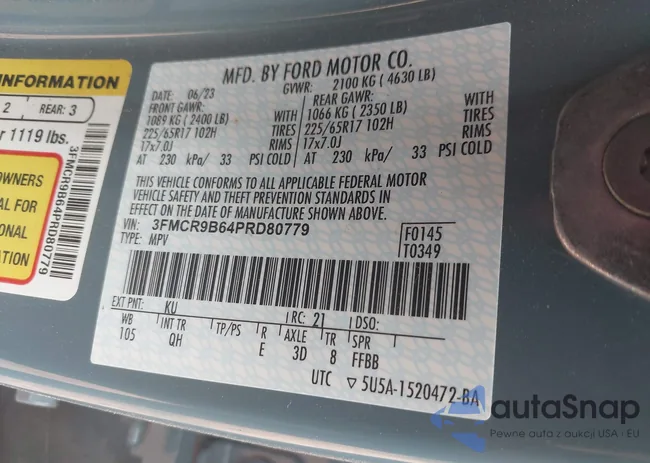 INFORMATION
2
REAR: 3
r 1119 lbs.
OWNERS
AL FOR
IONAL
3FMCR9B64PRD80779
MFD. BY FORD MOTOR CO.
DATE: 06/23
GVWR: 2100 KG (4630 LB)
FRONT GAWR:
REAR GAWR:
1089 KG (2400 LB)
WITH
1066 KG (2350 LB)
WITH
225/65R17 102H
TIRES
225/65R17 102H
TIRES
17x7.0J
RIMS
17x7.0J
RIMS
AT 230 kPa/ 33 PSI COLD
AT 230 kPa/ 33 PSI COLD
THIS VEHICLE CONFORMS TO ALL APPLICABLE FEDERAL MOTOR
VEHICLE SAFETY AND THEFT PREVENTION STANDARDS IN
EFFECT ON THE DATE OF MANUFACTURE SHOWN ABOVE.
VIN: 3FMCR9B64PRD80779
TYPE: MPV
F0145
T0349
EXT PNT: KU
RC: 21
DSO:
WB
INT TR
TP/PS
R
AXLE
TR
SPR
105
QH
E
3D
8
FFBB
UTC ▽5U5A-1520472-BA
autaSnap
Pewne auta z aukcji USA - EU